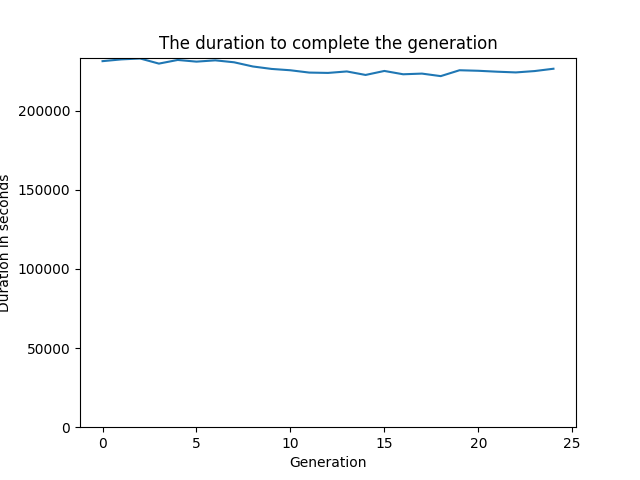 The duration to complete the generation
200000
150000
100000
50000
0
Duration in seconds
0 5 10 15 20 25
Generation